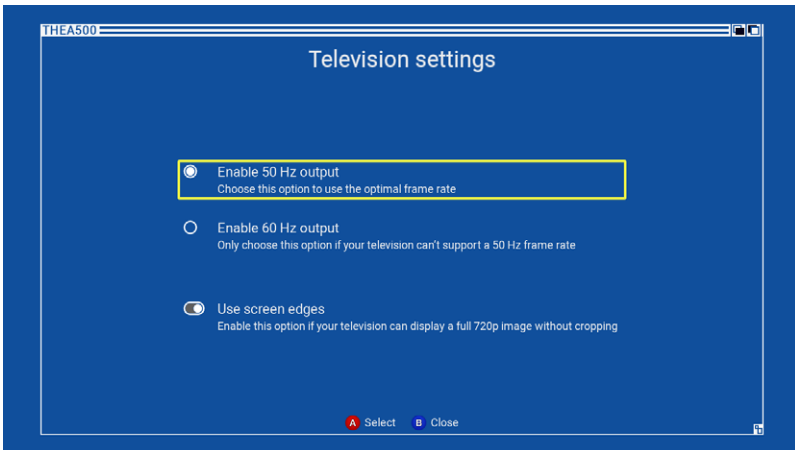 THEA500
Television settings
Enable 50 Hz output
Choose this option to use the optimal frame rate
Enable 60 Hz output
Only choose this option if your television can't support a 50 Hz frame rate
Use screen edges
Enable this option if your television can display a full 720p image without cropping
A Select B Close